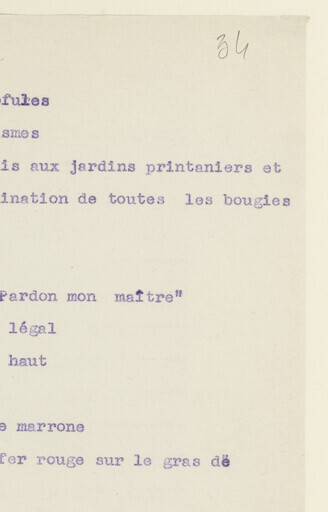 34
fules
smes
is aux jardins printaniers et
ination de toutes les bougies
Pardon mon maître"
légal
haut
e marrone
fer rouge sur le gras de